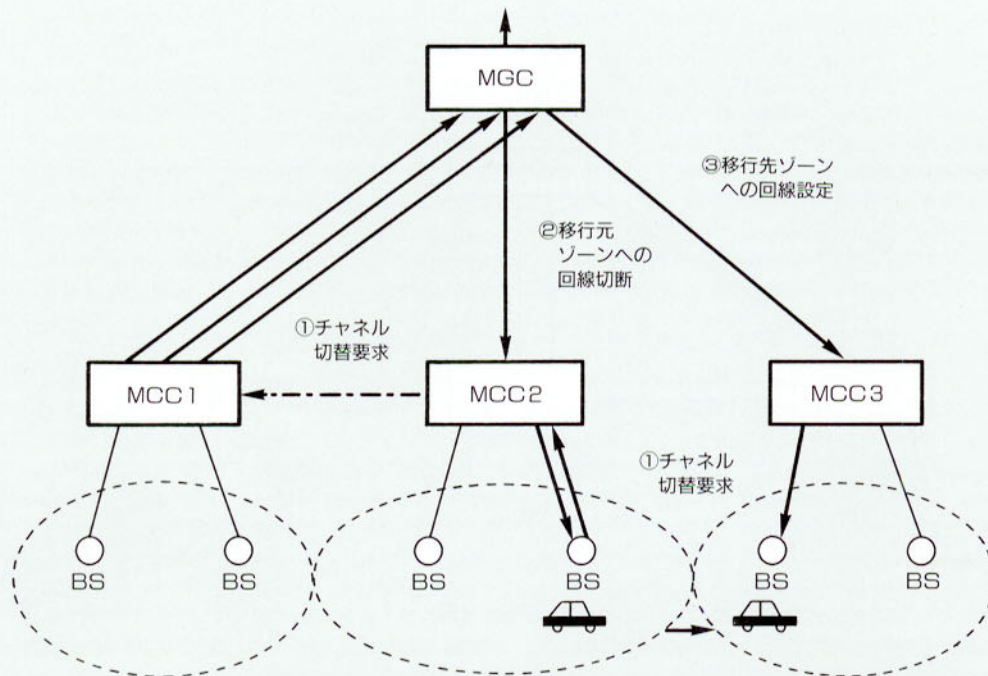 MGC
③移行先ゾーン
への回線設定
②移行元
ゾーンへの
回線切断
①チャネル
切替要求
MCC1
MCC2
MCC3
①チャネル
切替要求
BS
BS
BS
BS
BS
BS